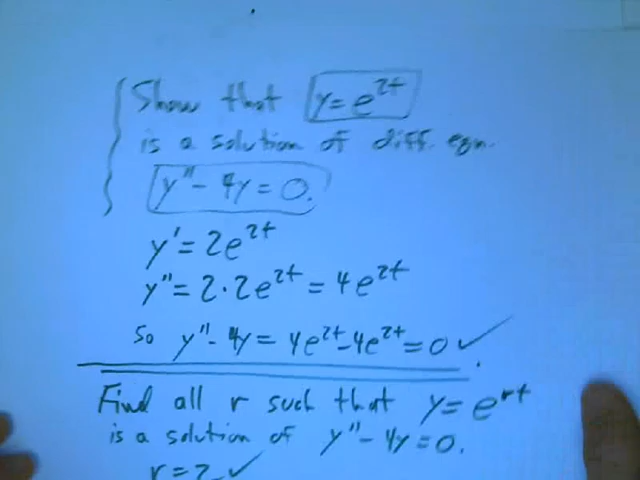 Show that y = e^2t
is a solution of diff. eqn.
y" - 4y = 0.
y' = 2e^2t
y" = 2 · 2e^2t = 4e^2t
So y" - 4y = 4e^2t - 4e^2t = 0 ✓.
Find all r such that y = e^rt
is a solution of y" - 4y = 0.
r = 2 ✓